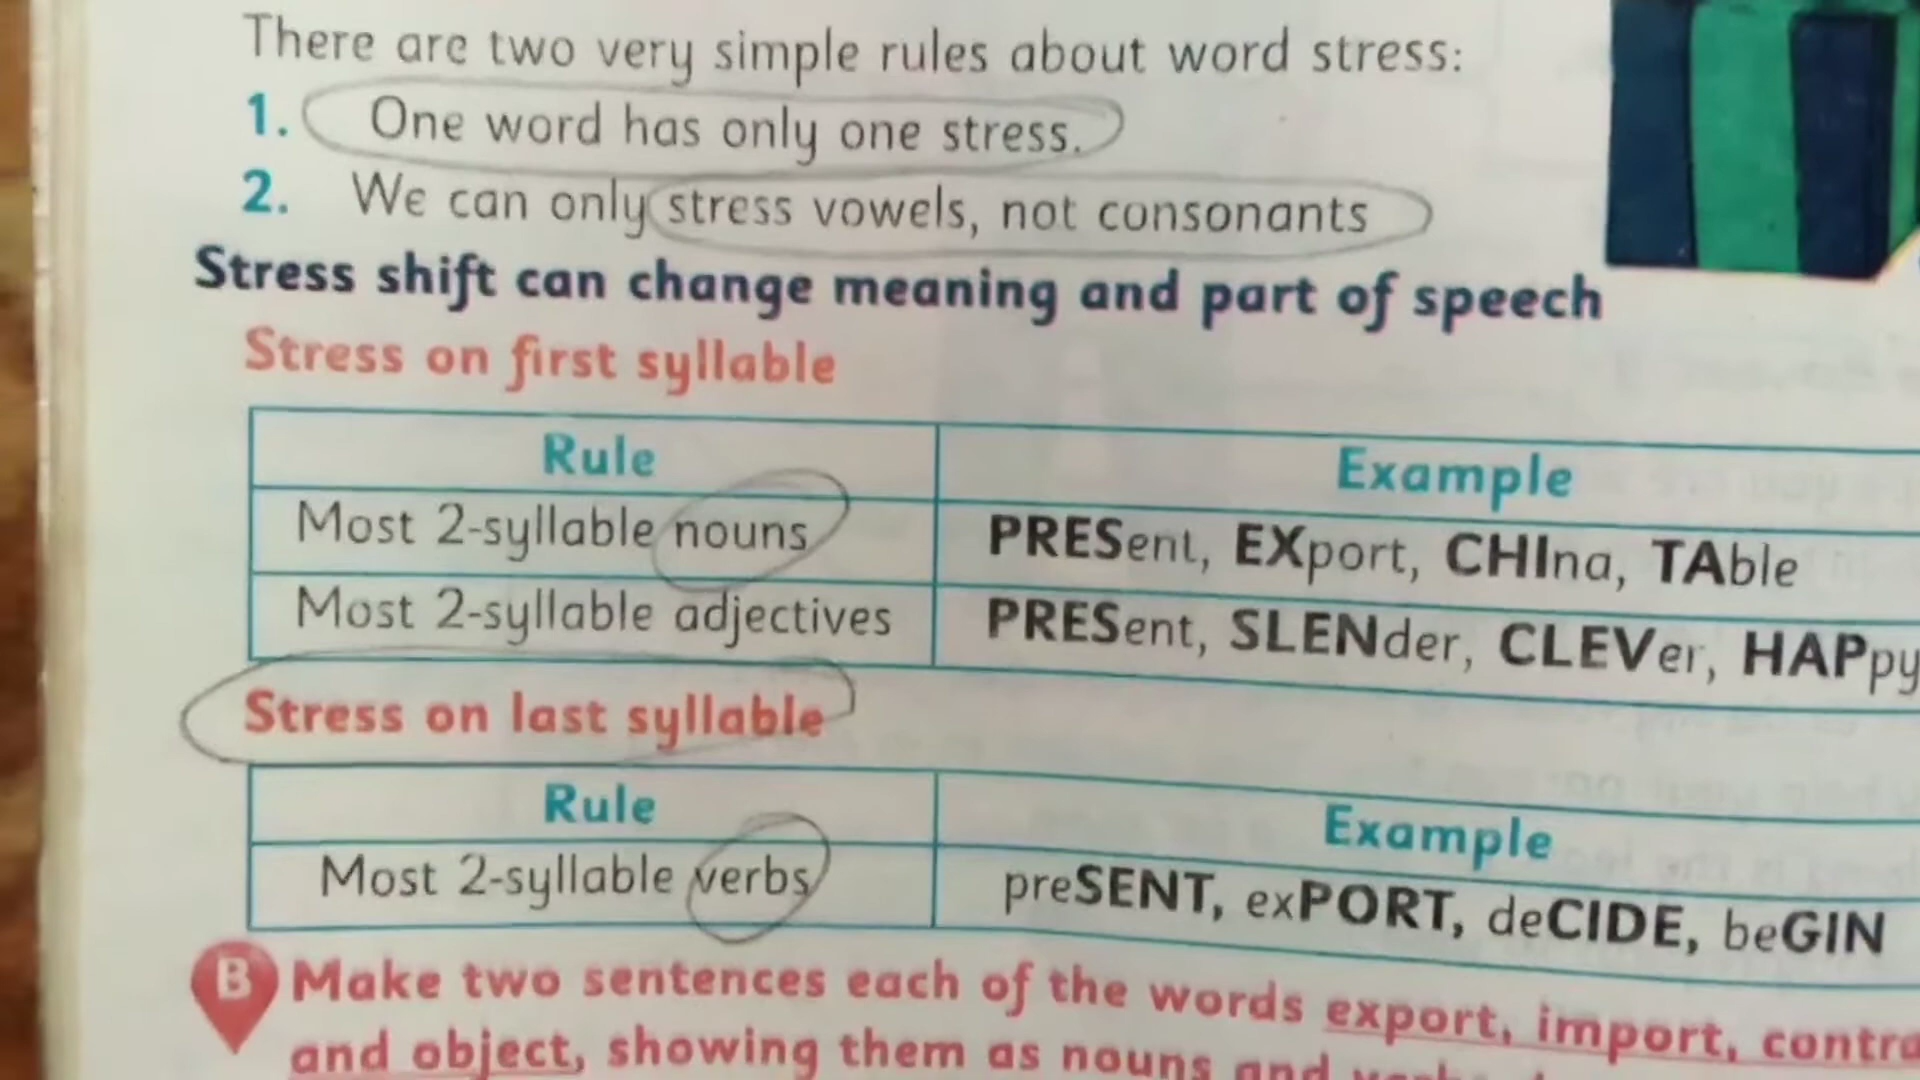 There are two very simple rules about word stress:
1. One word has only one stress.
2. We can only stress vowels, not consonants
Stress shift can change meaning and part of speech
Stress on first syllable
Rule Example
Most 2-syllable nouns PRESent, EXport, CHIna, TAble
Most 2-syllable adjectives PRESent, SLENder, CLEVer, HAPpy
Stress on last syllable
Rule Example
Most 2-syllable verbs preSENT, exPORT, deCIDE, beGIN
B Make two sentences each of the words export, import,
and object, showing them as nouns and